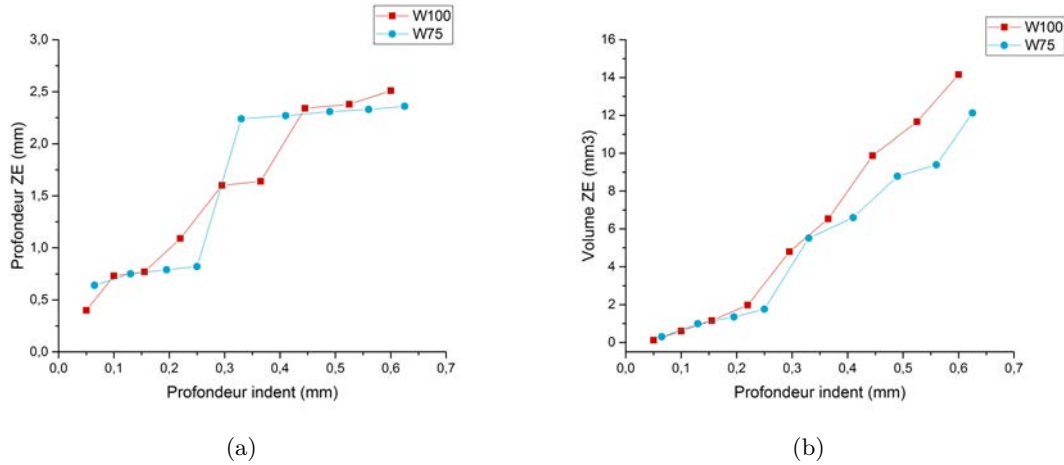 W100
W75
3,0
2,5
2,0
1,5
1,0
0,5
0,0
Profondeur ZE (mm)
0,0 0,1 0,2 0,3 0,4 0,5 0,6 0,7
Profondeur indent (mm)
(a)
W100
W75
16
14
12
10
8
6
4
2
0
Volume ZE (mm3)
0,0 0,1 0,2 0,3 0,4 0,5 0,6 0,7
Profondeur indent (mm)
(b)